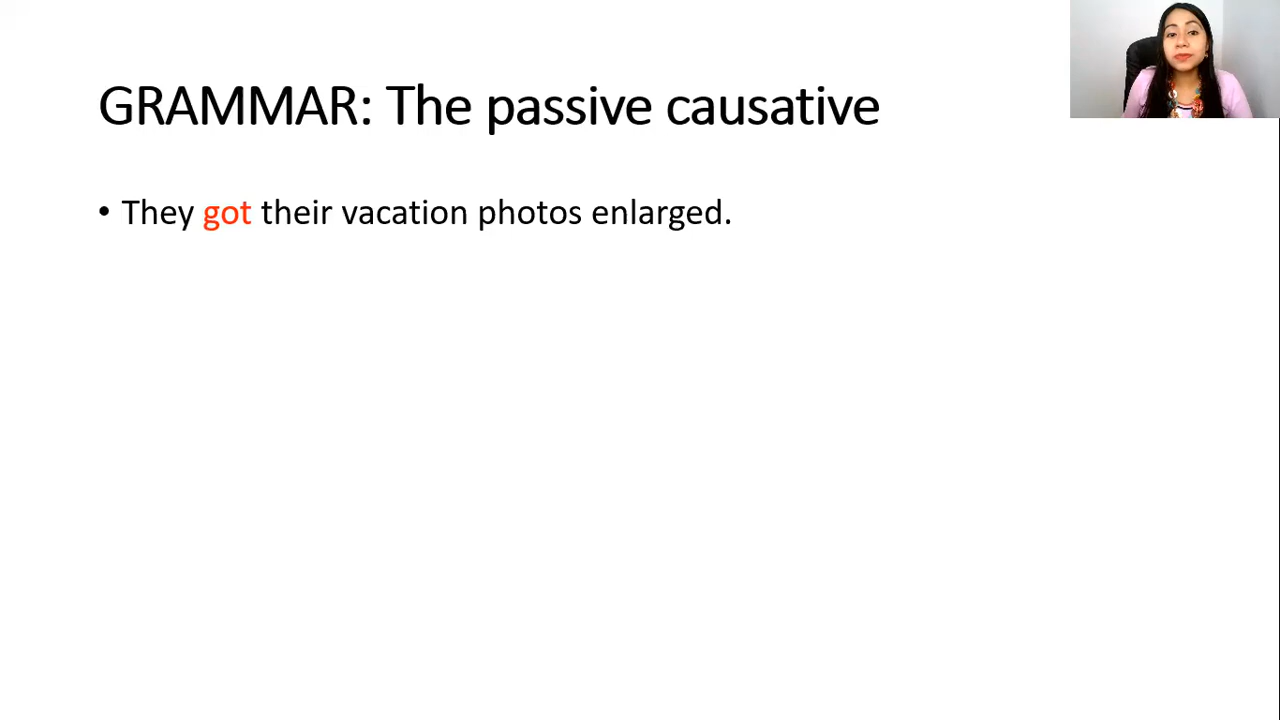 GRAMMAR: The passive causative
• They got their vacation photos enlarged.